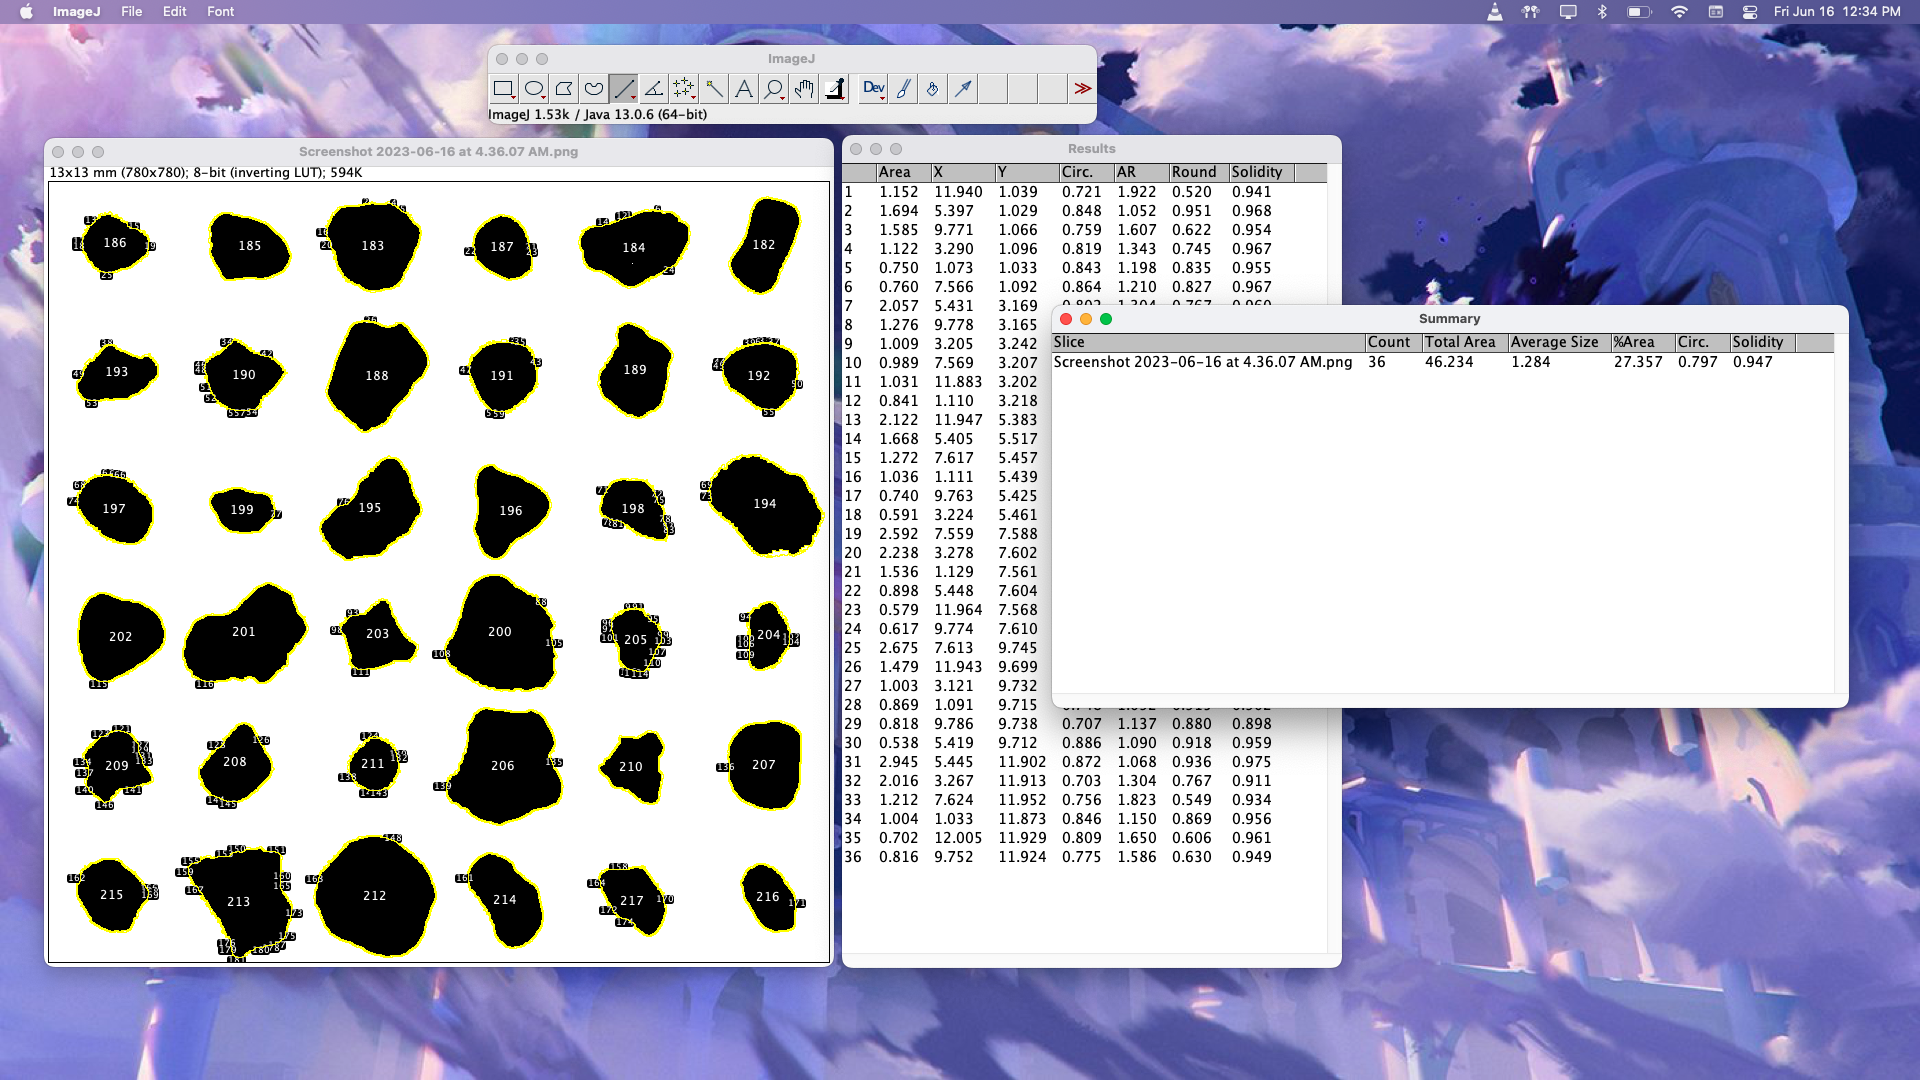 ImageJ File Edit Font Fri Jun 16 12:34 PM
ImageJ
Dev
ImageJ 1.53k / Java 13.0.6 (64-bit)
Screenshot 2023-06-16 at 4.36.07 AM.png
13x13 mm (780x780); 8-bit (inverting LUT); 594K
186 185 183 187 184 182
193 190 188 191 189 192
197 199 195 196 198 194
202 201 203 200 205 204
209 208 211 206 210 207
215 213 212 214 217 216
Results
Area X Y Circ. AR Round Solidity
1 1.152 11.940 1.039 0.721 1.922 0.520 0.941
2 1.694 5.397 1.029 0.848 1.052 0.951 0.968
3 1.585 9.771 1.066 0.759 1.607 0.622 0.954
4 1.122 3.290 1.096 0.819 1.343 0.745 0.967
5 0.750 1.073 1.033 0.843 1.198 0.835 0.955
6 0.760 7.566 1.092 0.864 1.210 0.827 0.967
7 2.057 5.431 3.169
8 1.276 9.778 3.165
9 1.009 3.205 3.242
10 0.989 7.569 3.207
11 1.031 11.883 3.202
12 0.841 1.110 3.218
13 2.122 11.947 5.383
14 1.668 5.405 5.517
15 1.272 7.617 5.457
16 1.036 1.111 5.439
17 0.740 9.763 5.425
18 0.591 3.224 5.461
19 2.592 7.559 7.588
20 2.238 3.278 7.602
21 1.536 1.129 7.561
22 0.898 5.448 7.604
23 0.579 11.964 7.568
24 0.617 9.774 7.610
25 2.675 7.613 9.745
26 1.479 11.943 9.699
27 1.003 3.121 9.732
28 0.869 1.091 9.715
29 0.818 9.786 9.738 0.707 1.137 0.880 0.898
30 0.538 5.419 9.712 0.886 1.090 0.918 0.959
31 2.945 5.445 11.902 0.872 1.068 0.936 0.975
32 2.016 3.267 11.913 0.703 1.304 0.767 0.911
33 1.212 7.624 11.952 0.756 1.823 0.549 0.934
34 1.004 1.033 11.873 0.846 1.150 0.869 0.956
35 0.702 12.005 11.929 0.809 1.650 0.606 0.961
36 0.816 9.752 11.924 0.775 1.586 0.630 0.949
Summary
Slice Count Total Area Average Size %Area Circ. Solidity
Screenshot 2023-06-16 at 4.36.07 AM.png 36 46.234 1.284 27.357 0.797 0.947